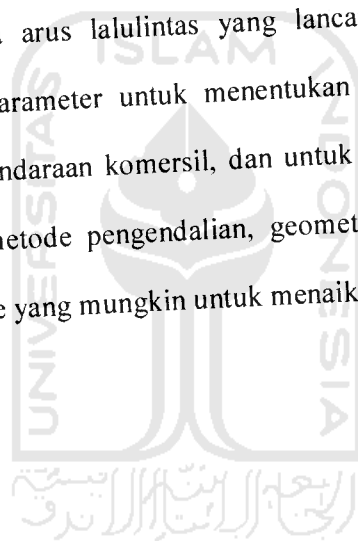 arus lalulintas yang lanca
arameter untuk menentukan
ndaraan komersil, dan untuk
netode pengendalian, geomet
e yang mungkin untuk menaik
ISLAM
UNIVERSITAS
INDONESIA